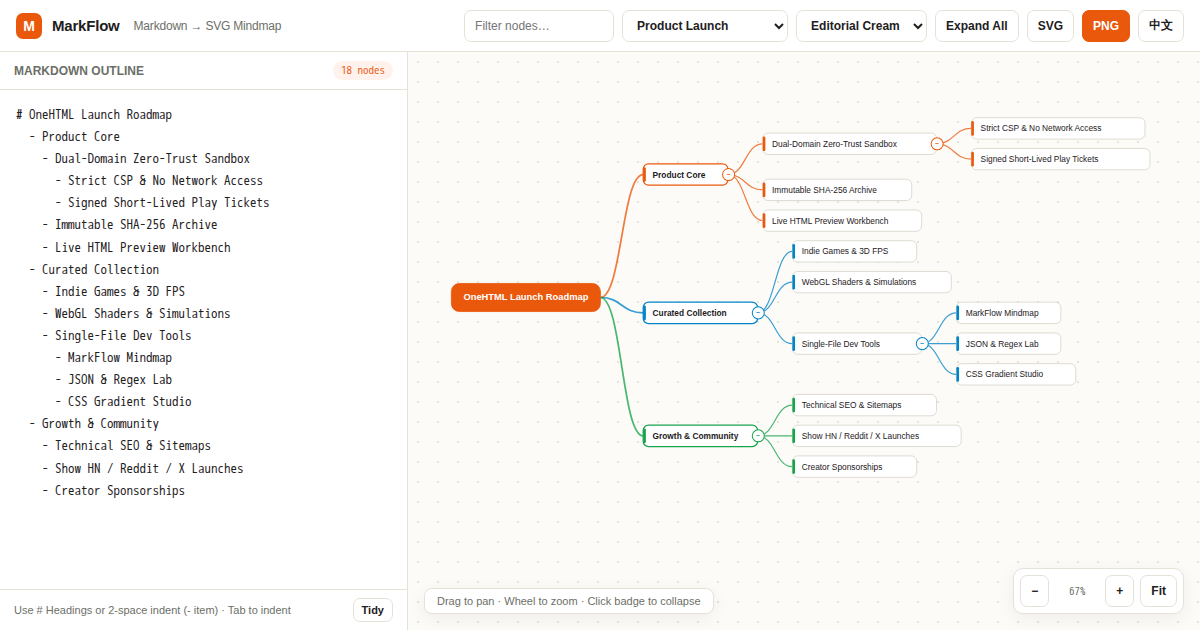 M MarkFlow Markdown → SVG Mindmap Filter nodes… Product Launch Editorial Cream Expand All SVG PNG 中文
MARKDOWN OUTLINE 18 nodes
# OneHTML Launch Roadmap
- Product Core
- Dual-Domain Zero-Trust Sandbox
- Strict CSP & No Network Access
- Signed Short-Lived Play Tickets
- Immutable SHA-256 Archive
- Live HTML Preview Workbench
- Curated Collection
- Indie Games & 3D FPS
- WebGL Shaders & Simulations
- Single-File Dev Tools
- MarkFlow Mindmap
- JSON & Regex Lab
- CSS Gradient Studio
- Growth & Community
- Technical SEO & Sitemaps
- Show HN / Reddit / X Launches
- Creator Sponsorships
Use # Headings or 2-space indent (- item) · Tab to indent Tidy
OneHTML Launch Roadmap
Product Core −
Dual-Domain Zero-Trust Sandbox −
Strict CSP & No Network Access
Signed Short-Lived Play Tickets
Immutable SHA-256 Archive
Live HTML Preview Workbench
Curated Collection −
Indie Games & 3D FPS
WebGL Shaders & Simulations
Single-File Dev Tools −
MarkFlow Mindmap
JSON & Regex Lab
CSS Gradient Studio
Growth & Community −
Technical SEO & Sitemaps
Show HN / Reddit / X Launches
Creator Sponsorships
Drag to pan · Wheel to zoom · Click badge to collapse
− 67% + Fit